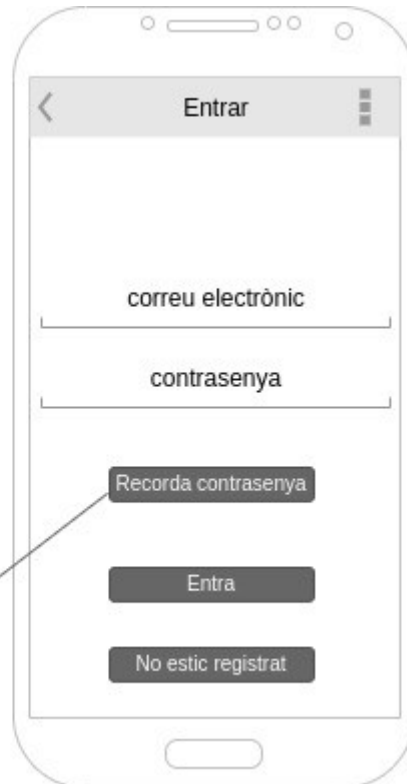 Entrar
correu electrònic
contrasenya
Recorda contrasenya
Entra
No estic registrat